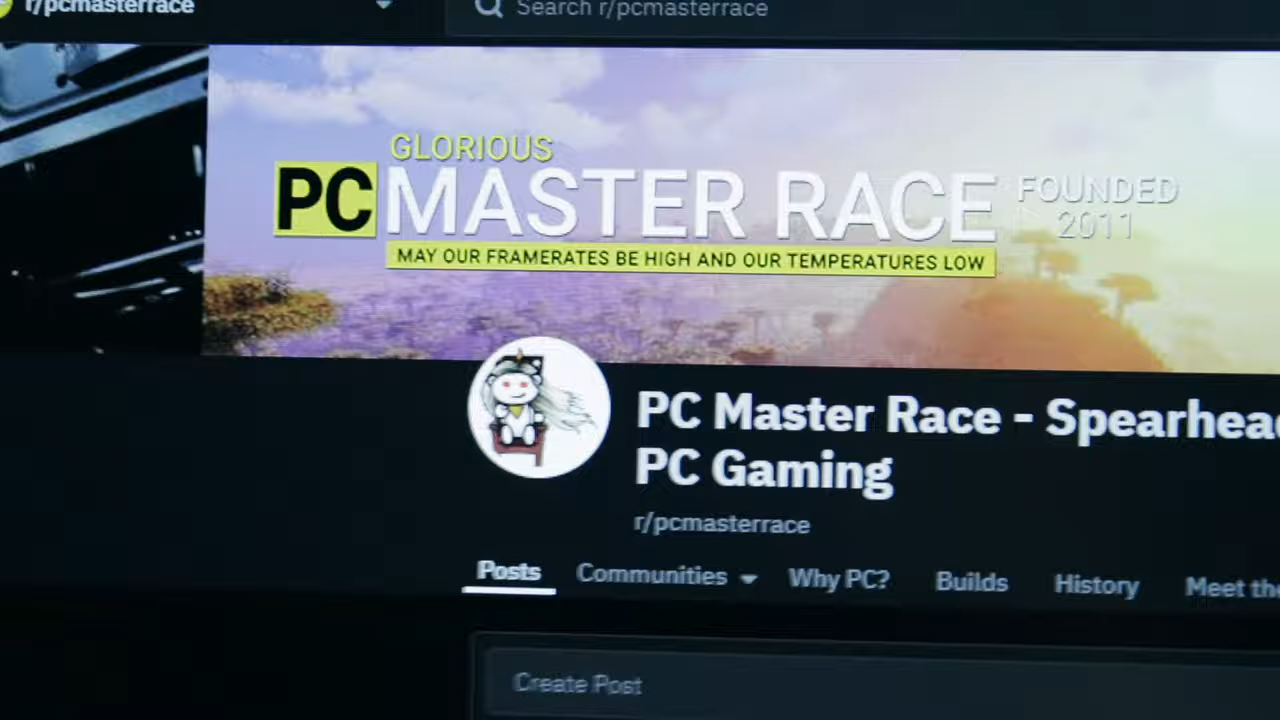 r/pcmasterrace
Search r/pcmasterrace
GLORIOUS
PC MASTER RACE
FOUNDED
2011
MAY OUR FRAMERATES BE HIGH AND OUR TEMPERATURES LOW
PC Master Race - Spearhea
PC Gaming
r/pcmasterrace
Posts
Communities
Why PC?
Builds
History
Meet the
Create Post